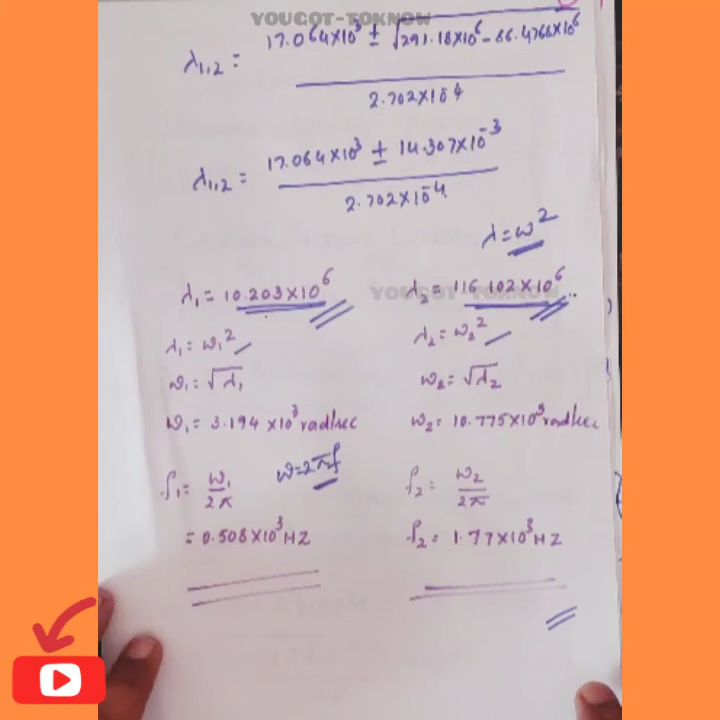 YOUGOT-TOKNOW
λ₁,₂ = (17.064×10³ ± √(291.18×10⁶ - 86.4768×10⁶)) / (2.702×10⁻⁴)
λ₁,₂ = (17.064×10³ ± 14.307×10⁻³) / (2.702×10⁻⁴)
λ=ω²
λ₁ = 10.203×10⁶
λ₁ = ω₁²
ω₁ = √λ₁
ω₁ = 3.194 ×10³ rad/sec
ω=2πf
f₁ = ω₁/2π
= 0.508×10³ HZ
λ₂ = 116.102×10⁶
YOUGOT-TOKNOW
λ₂ = ω₂²
ω₂ = √λ₂
ω₂ = 10.775×10³ rad/sec
f₂ = ω₂/2π
f₂ = 1.77×10³ HZ